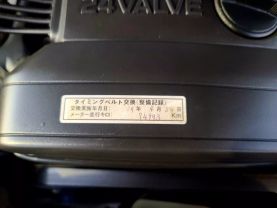 24VALVE
タイミングベルト交換(整備記録)
交換実施年月日 年 月 日
メーター走行キロ 74993 Km